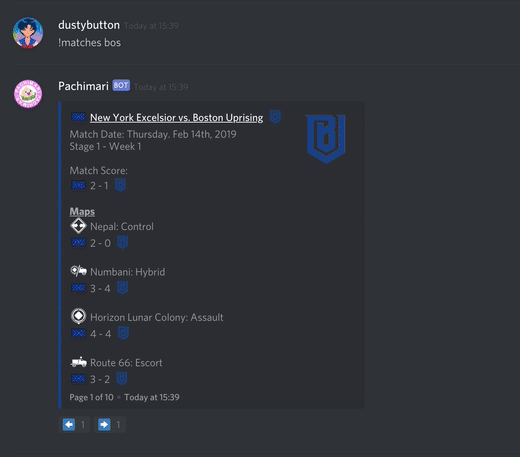 dustybutton Today at 15:39
!matches bos
Pachimari BOT Today at 15:39
New York Excelsior vs. Boston Uprising
Match Date: Thursday. Feb 14th, 2019
Stage 1 - Week 1
Match Score:
2 - 1
Maps
Nepal: Control
2 - 0
Numbani: Hybrid
3 - 4
Horizon Lunar Colony: Assault
4 - 4
Route 66: Escort
3 - 2
Page 1 of 10 • Today at 15:39
1 1